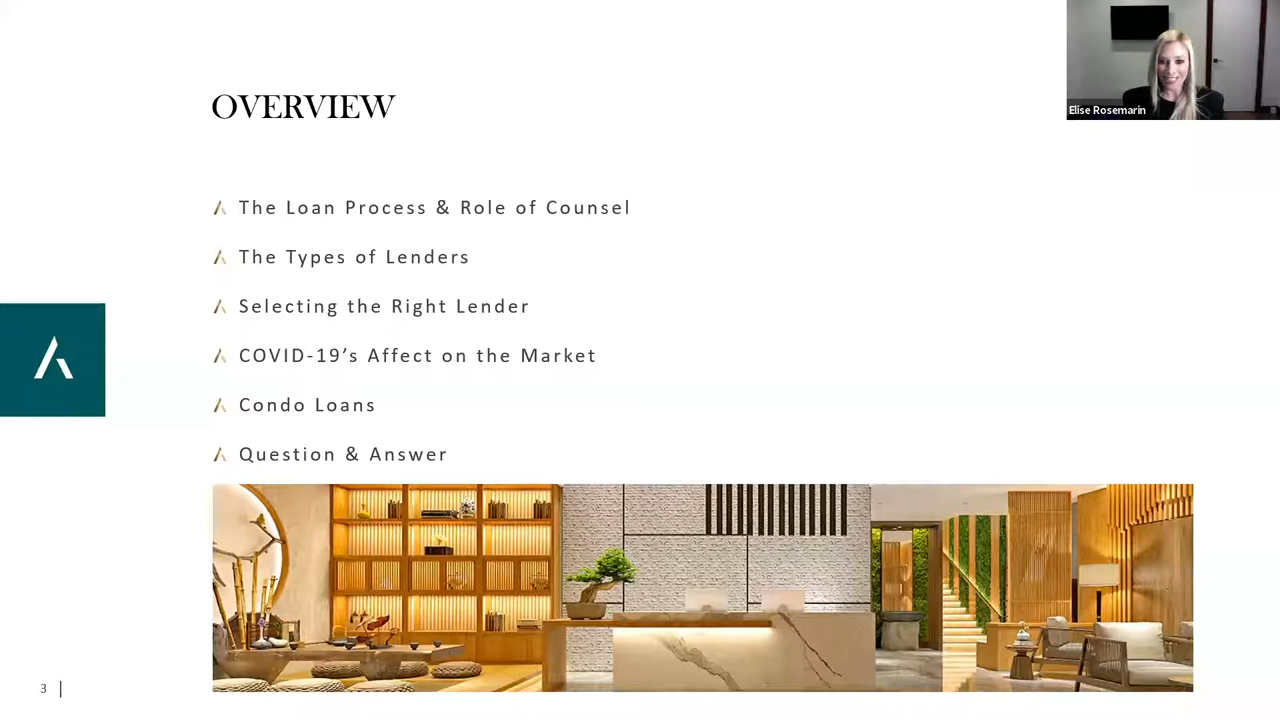 Elise Rosemarin
OVERVIEW
The Loan Process & Role of Counsel
The Types of Lenders
Selecting the Right Lender
COVID-19’s Affect on the Market
Condo Loans
Question & Answer
3